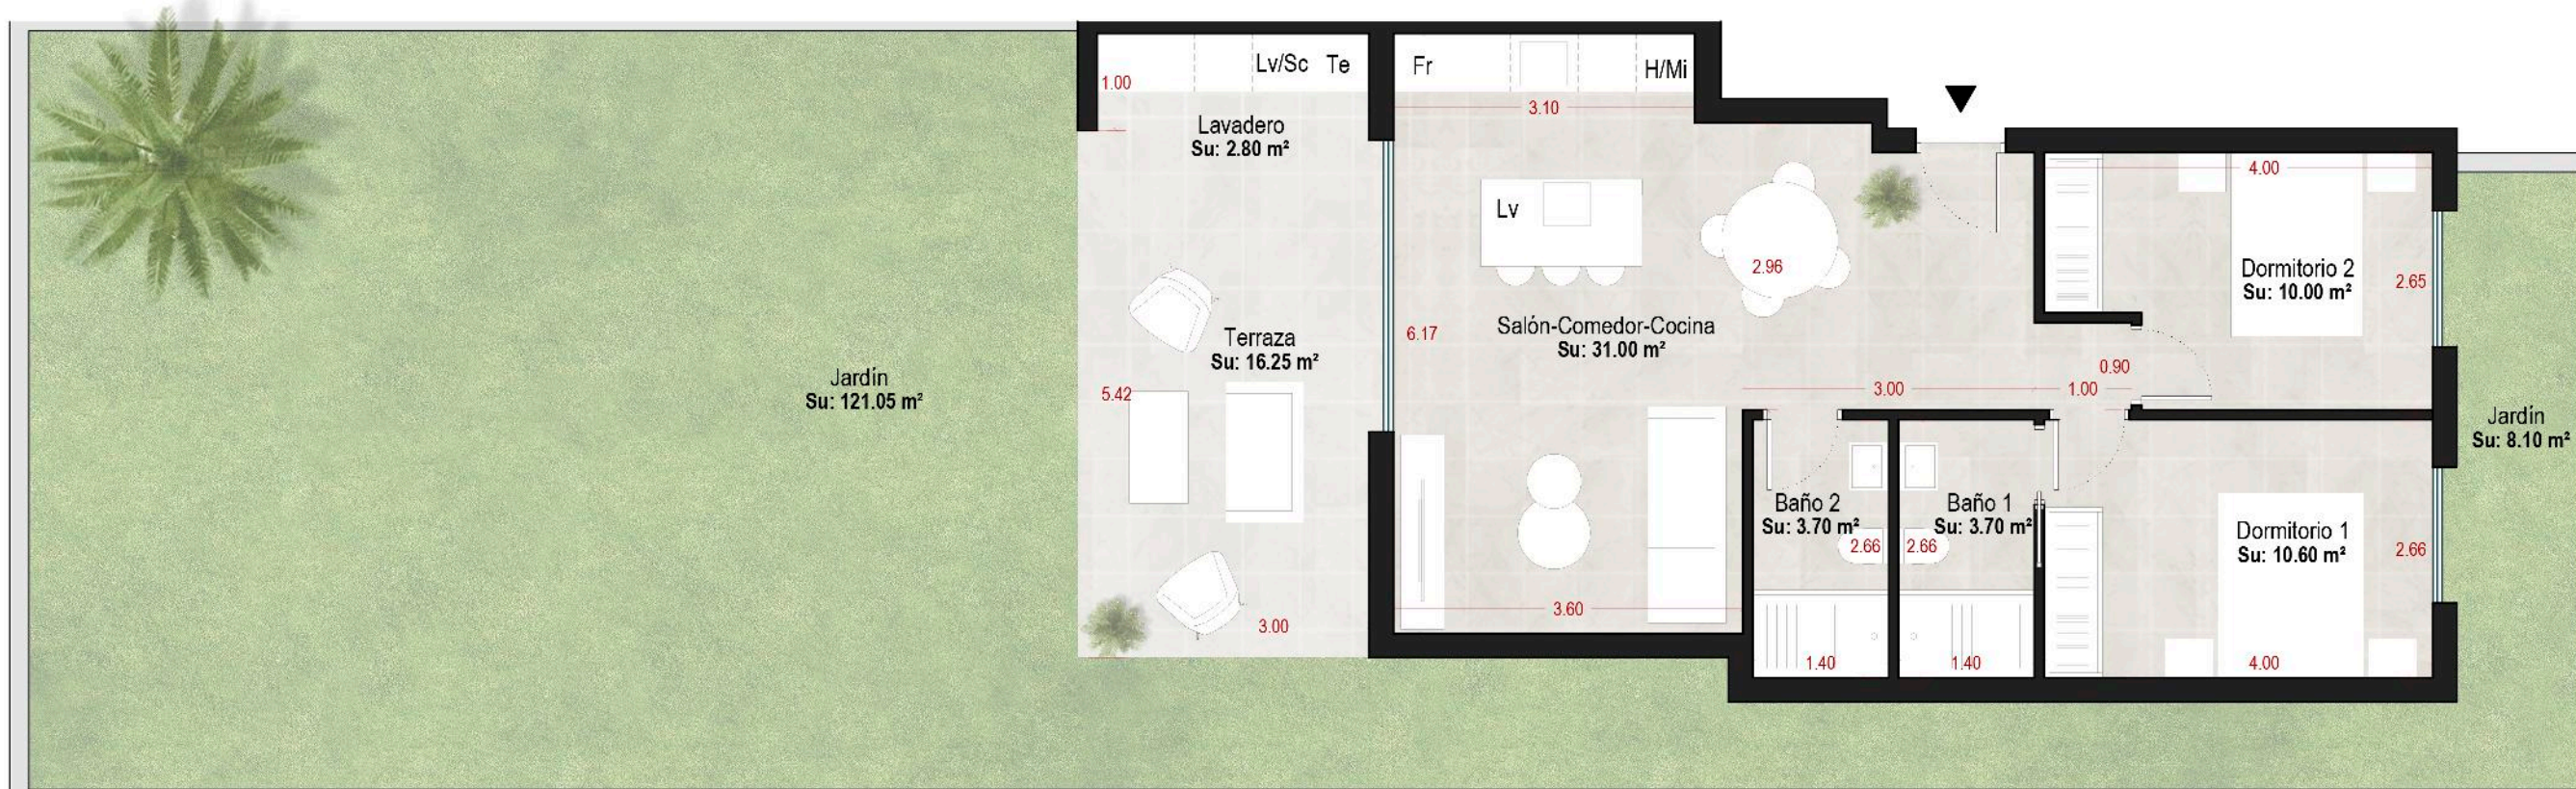 Lv/Sc Te
Fr
H/Mi
1.00
3.10
Lavadero
Su: 2.80 m²
4.00
Lv
2.96
Dormitorio 2
Su: 10.00 m²
2.65
6.17
Salón-Comedor-Cocina
Su: 31.00 m²
Terraza
Su: 16.25 m²
0.90
Jardín
Su: 121.05 m²
5.42
3.00
1.00
Jardín
Su: 8.10 m²
Baño 2
Su: 3.70 m²
2.66
Baño 1
Su: 3.70 m²
2.66
Dormitorio 1
Su: 10.60 m²
2.66
3.60
3.00
1.40
1.40
4.00